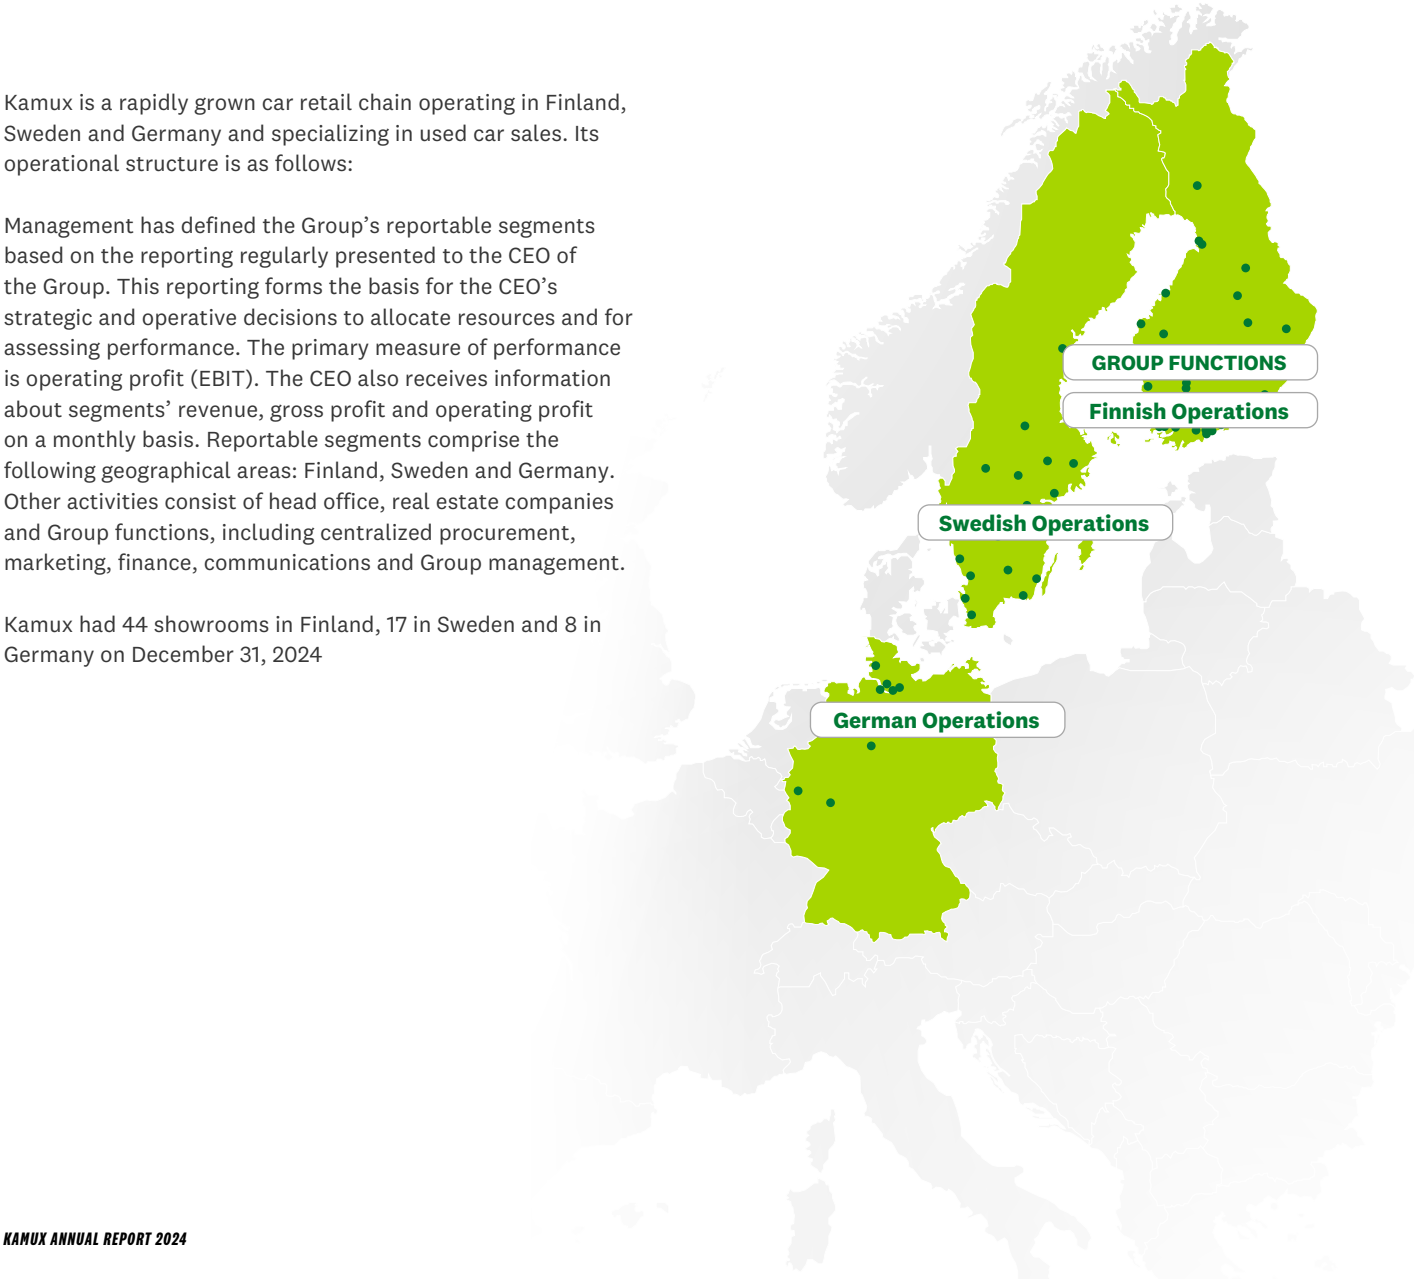 Kamux is a rapidly grown car retail chain operating in Finland,
Sweden and Germany and specializing in used car sales. Its
operational structure is as follows:
Management has defined the Group’s reportable segments
based on the reporting regularly presented to the CEO of
the Group. This reporting forms the basis for the CEO’s
strategic and operative decisions to allocate resources and for
assessing performance. The primary measure of performance
is operating profit (EBIT). The CEO also receives information
about segments’ revenue, gross profit and operating profit
on a monthly basis. Reportable segments comprise the
following geographical areas: Finland, Sweden and Germany.
Other activities consist of head office, real estate companies
and Group functions, including centralized procurement,
marketing, finance, communications and Group management.
Kamux had 44 showrooms in Finland, 17 in Sweden and 8 in
Germany on December 31, 2024
GROUP FUNCTIONS
Finnish Operations
Swedish Operations
German Operations
KAMUX ANNUAL REPORT 2024